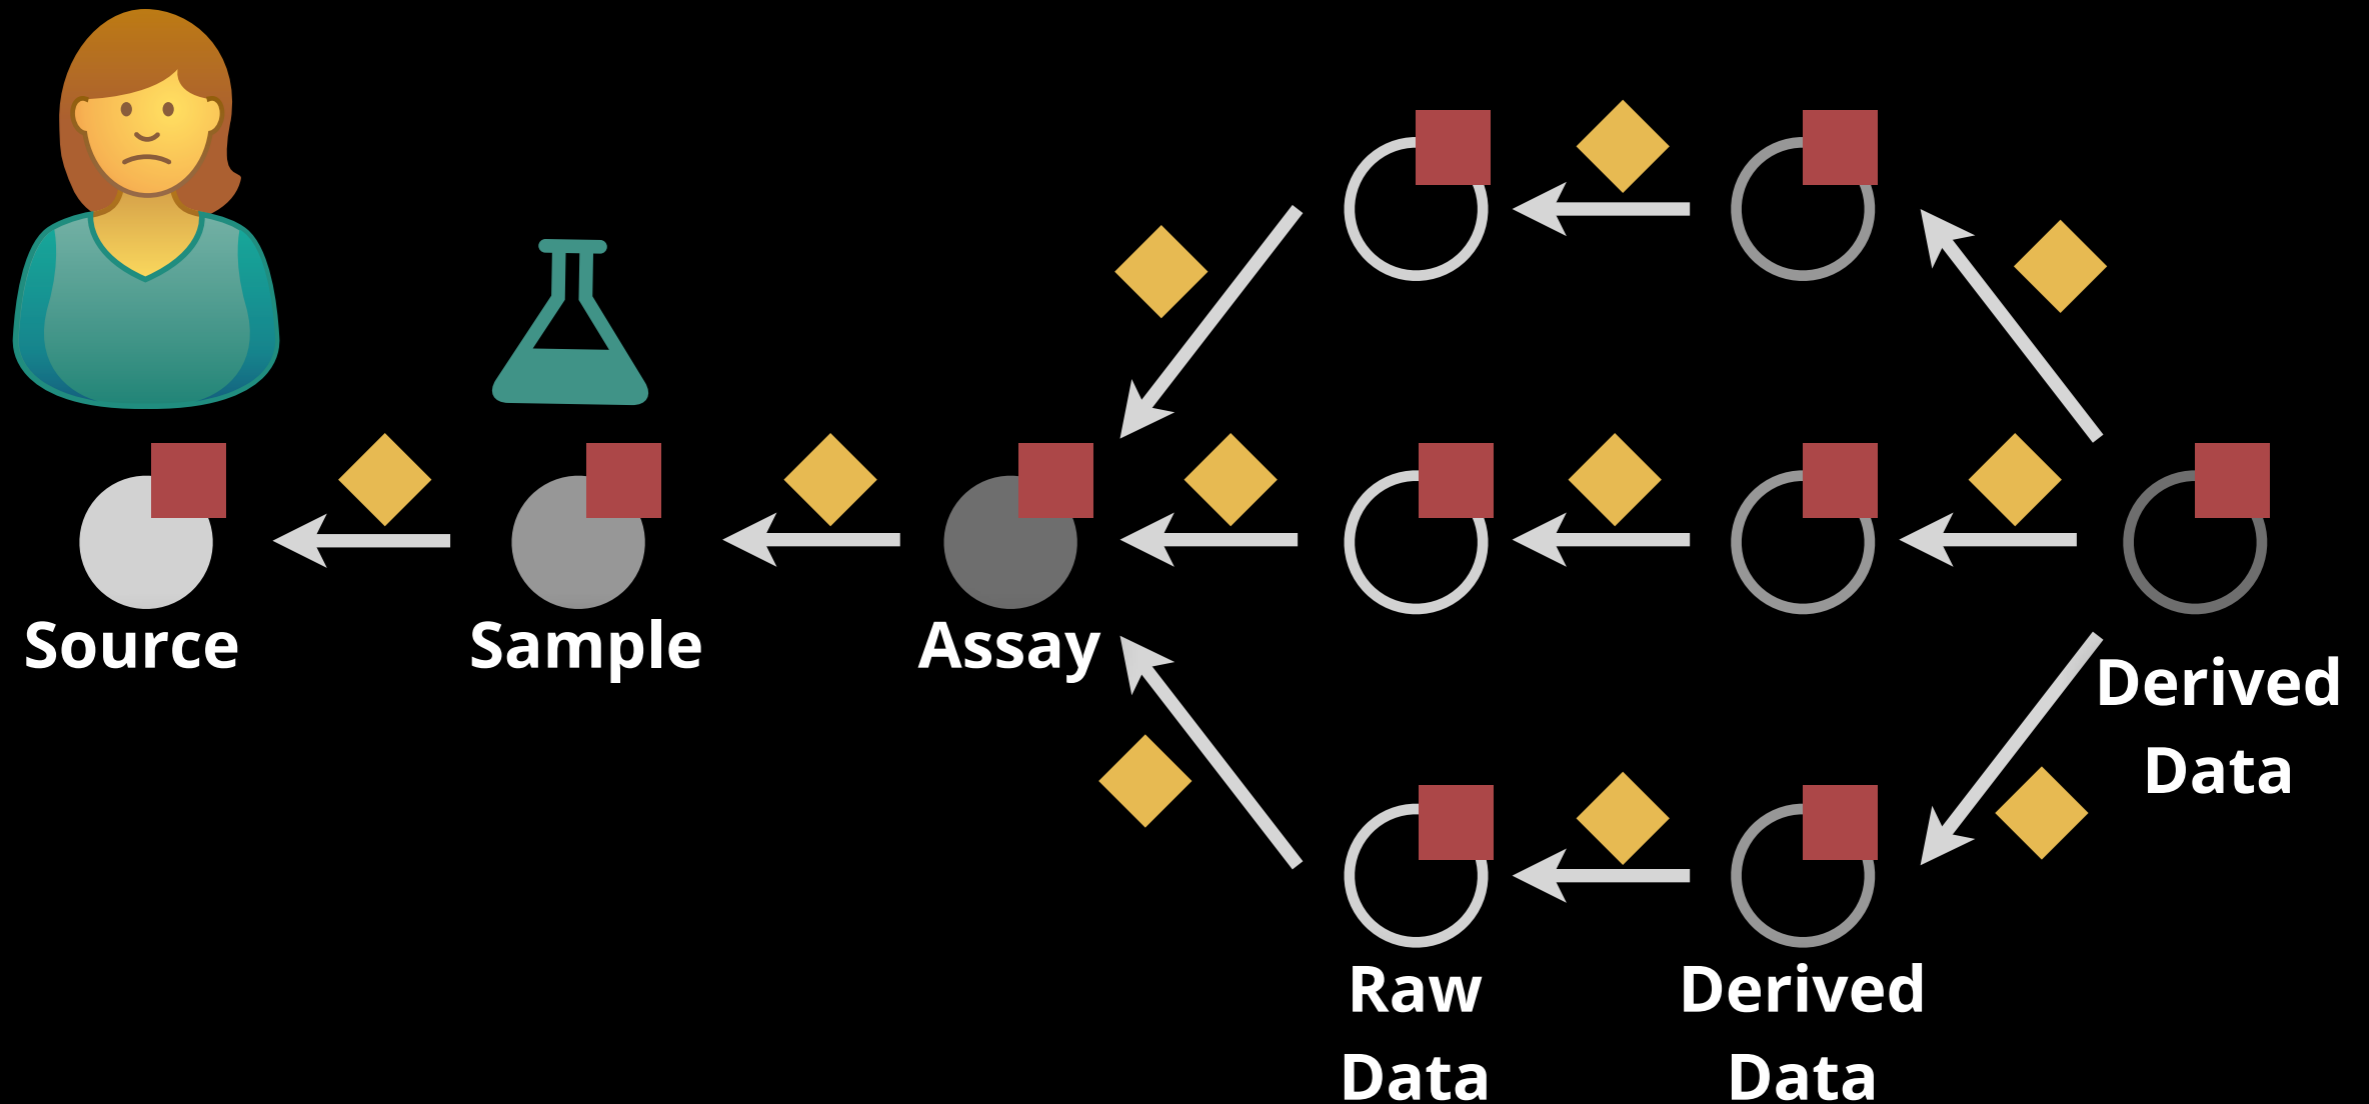 Source
Sample
Assay
Derived
Data
Raw
Data
Derived
Data